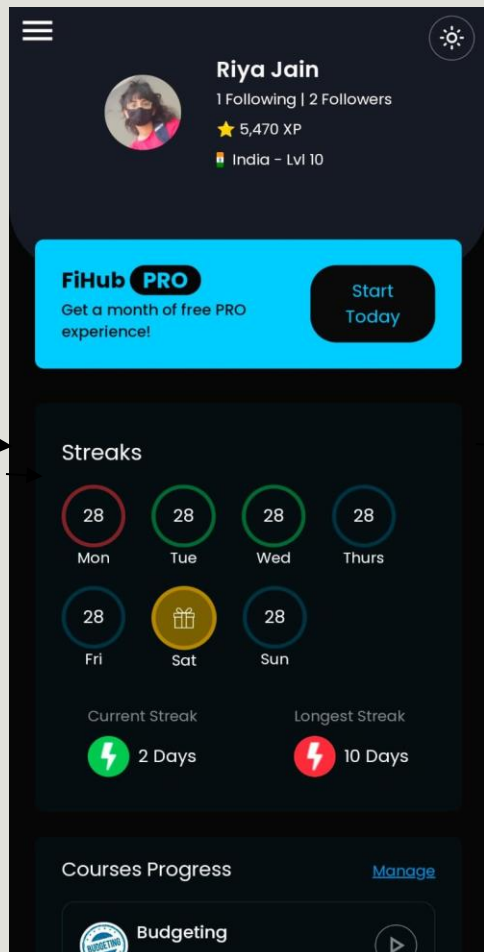 Riya Jain
1 Following | 2 Followers
5,470 XP
India - Lvl 10
FiHub PRO
Get a month of free PRO
experience!
Start
Today
Streaks
28 28 28 28
Mon Tue Wed Thurs
28 28
Fri Sat Sun
Current Streak Longest Streak
2 Days 10 Days
Courses Progress Manage
BUDGETING
Budgeting